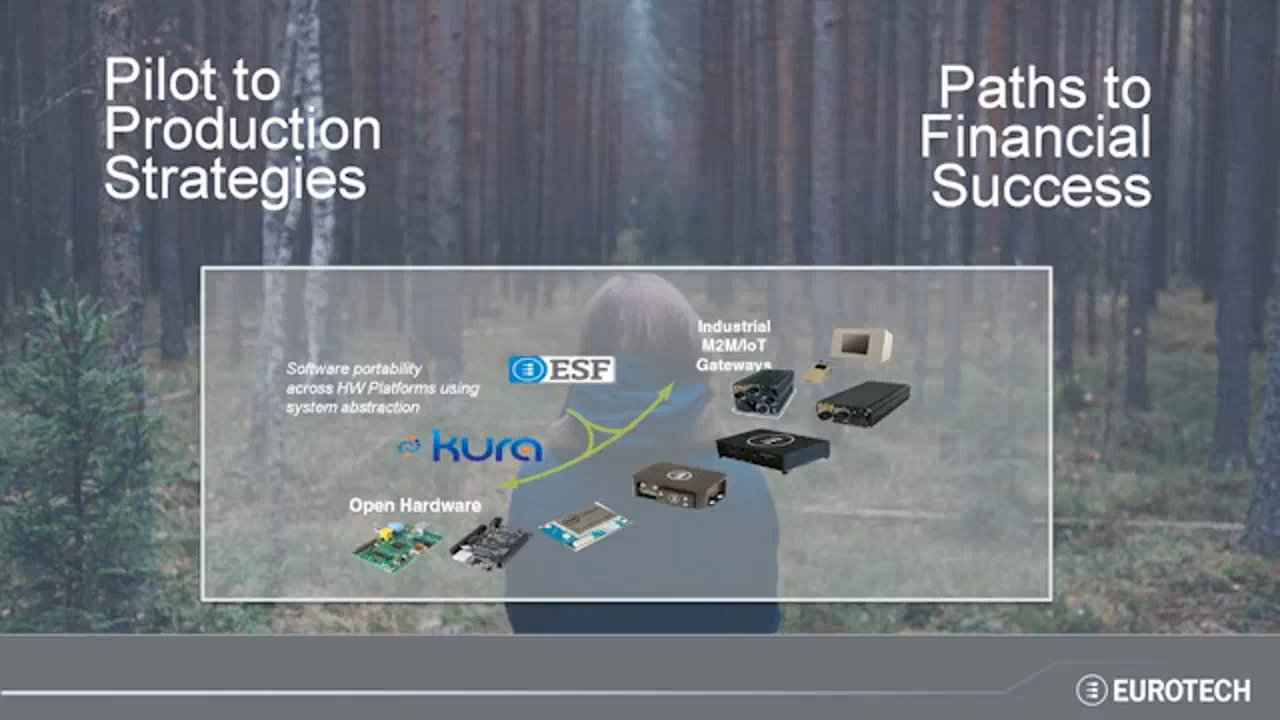 Pilot to
Production
Strategies
Paths to
Financial
Success
Industrial
M2M/IoT
Gateways
Software portability
across HW Platforms using
system abstraction
ESF
kura
Open Hardware
EUROTECH